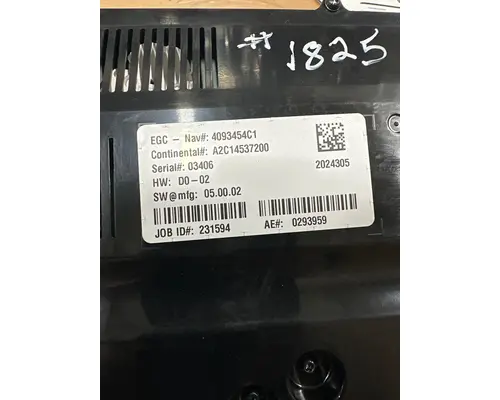 # 1825
EGC - Nav#: 4093454C1
Continental#: A2C14537200
Serial#: 03406
2024305
HW: D0-02
SW@mfg: 05.00.02
JOB ID#: 231594
AE#: 0293959